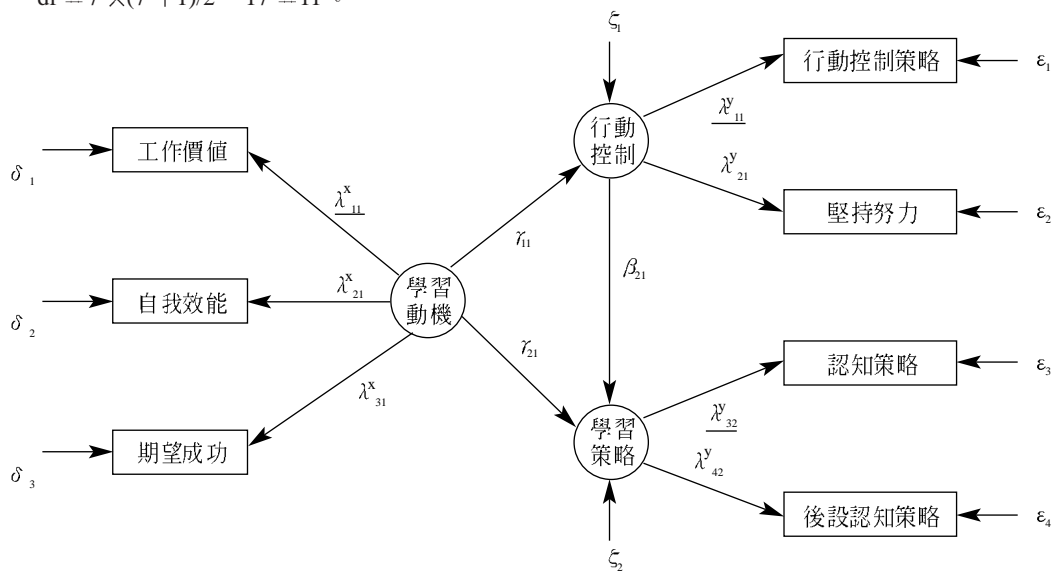 df = 7 ×(7 + 1)/2 − 17 = 11。
ζ1
行動控制策略
ε1
λy11
工作價值
δ1
行動
控制
λy21
λx11
堅持努力
ε2
γ11
β21
學習
動機
λx21
自我效能
δ2
γ21
認知策略
ε3
λx31
λy32
期望成功
δ3
學習
策略
λy42
後設認知策略
ε4
ζ2